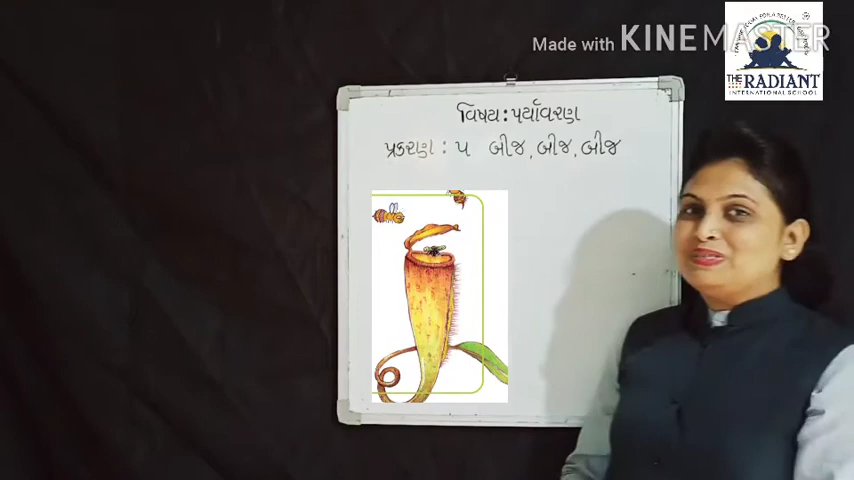 Made with KINEMASTER
THE RADIANT
INTERNATIONAL SCHOOL
વિષય : પર્યાવરણ
પ્રકરણ : ૫ બીજ, બીજ, બીજ